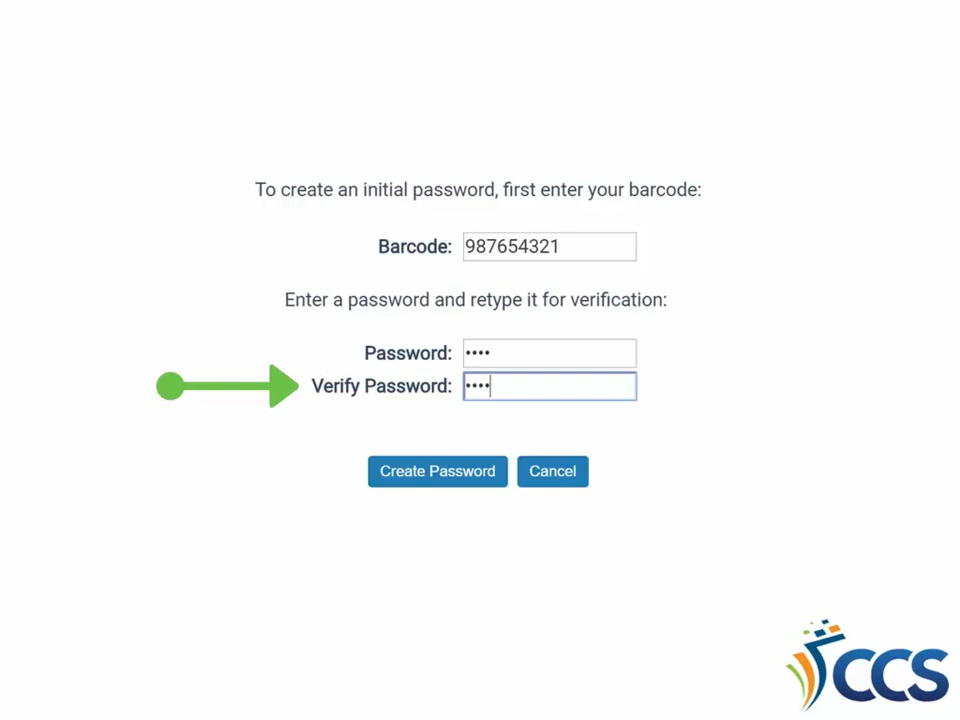 To create an initial password, first enter your barcode:
Barcode: 987654321
Enter a password and retype it for verification:
Password: ••••
Verify Password: ••••
Create Password Cancel
CCS